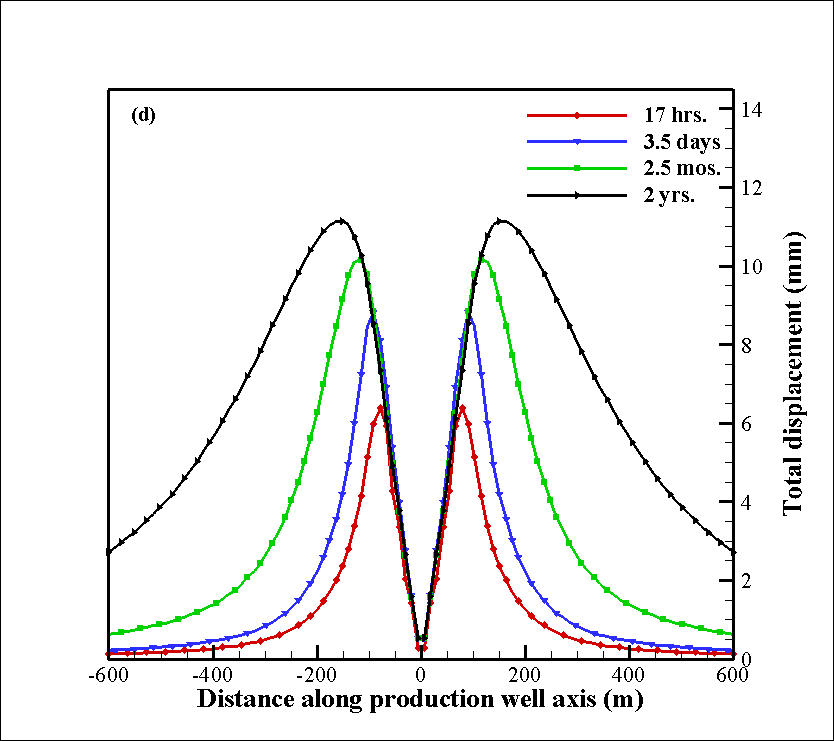 (d)
17 hrs.
3.5 days
2.5 mos.
2 yrs.
14
12
10
8
6
4
2
0
Total displacement (mm)
-600 -400 -200 0 200 400 600
Distance along production well axis (m)